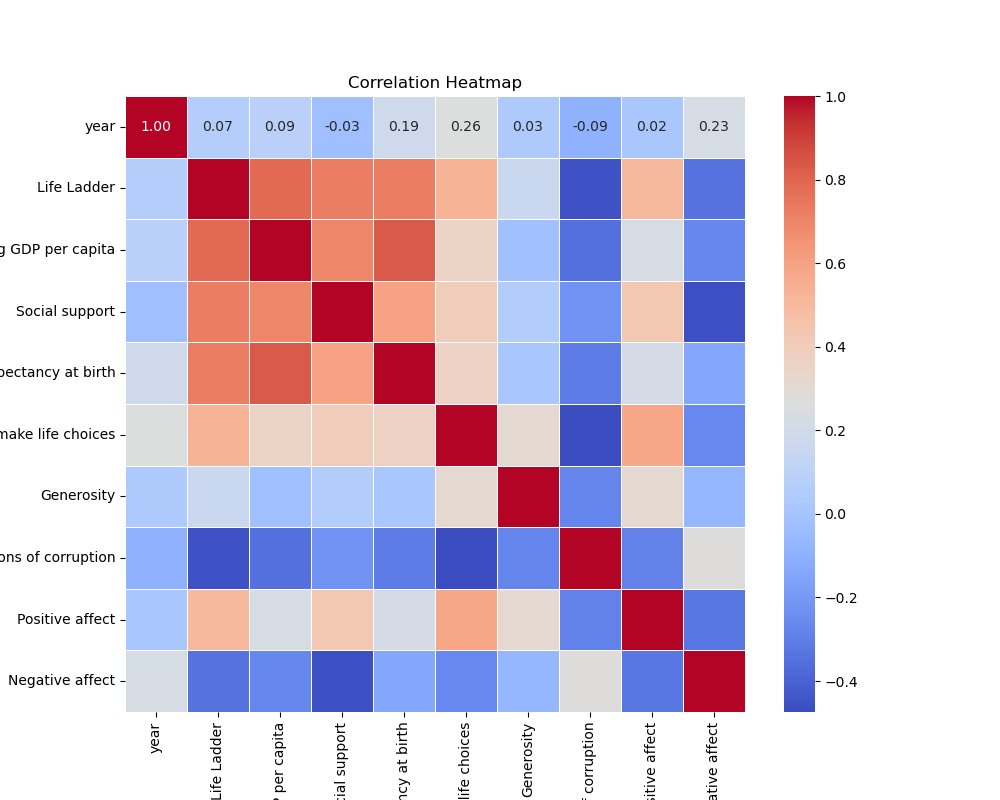 Correlation Heatmap
year 1.00 0.07 0.09 -0.03 0.19 0.26 0.03 -0.09 0.02 0.23
Life Ladder
g GDP per capita
Social support
pectancy at birth
make life choices
Generosity
ons of corruption
Positive affect
Negative affect
year
Life Ladder
P per capita
cial support
ncy at birth
life choices
Generosity
f corruption
sitive affect
ative affect
1.0
0.8
0.6
0.4
0.2
0.0
−0.2
−0.4